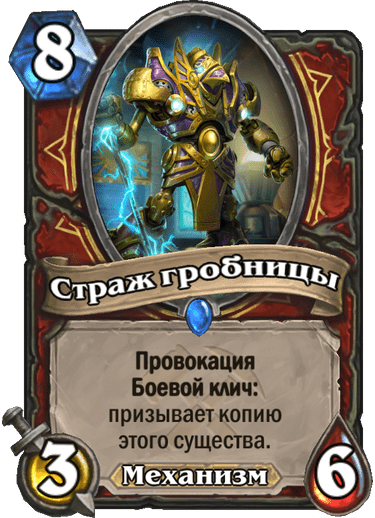 8
Страж гробницы
Провокация
Боевой клич:
призывает копию
этого существа.
3
Механизм
6